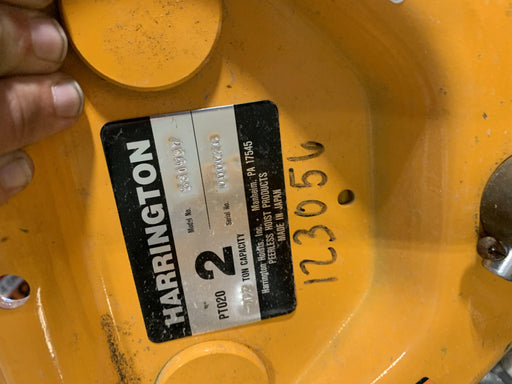 HARRINGTON
Model No.
Serial No.
PT020
2
TON CAPACITY
Harrington Hoists, Inc. Manheim, PA 17545
PEERLESS HOIST PRODUCTS
MADE IN JAPAN
123056